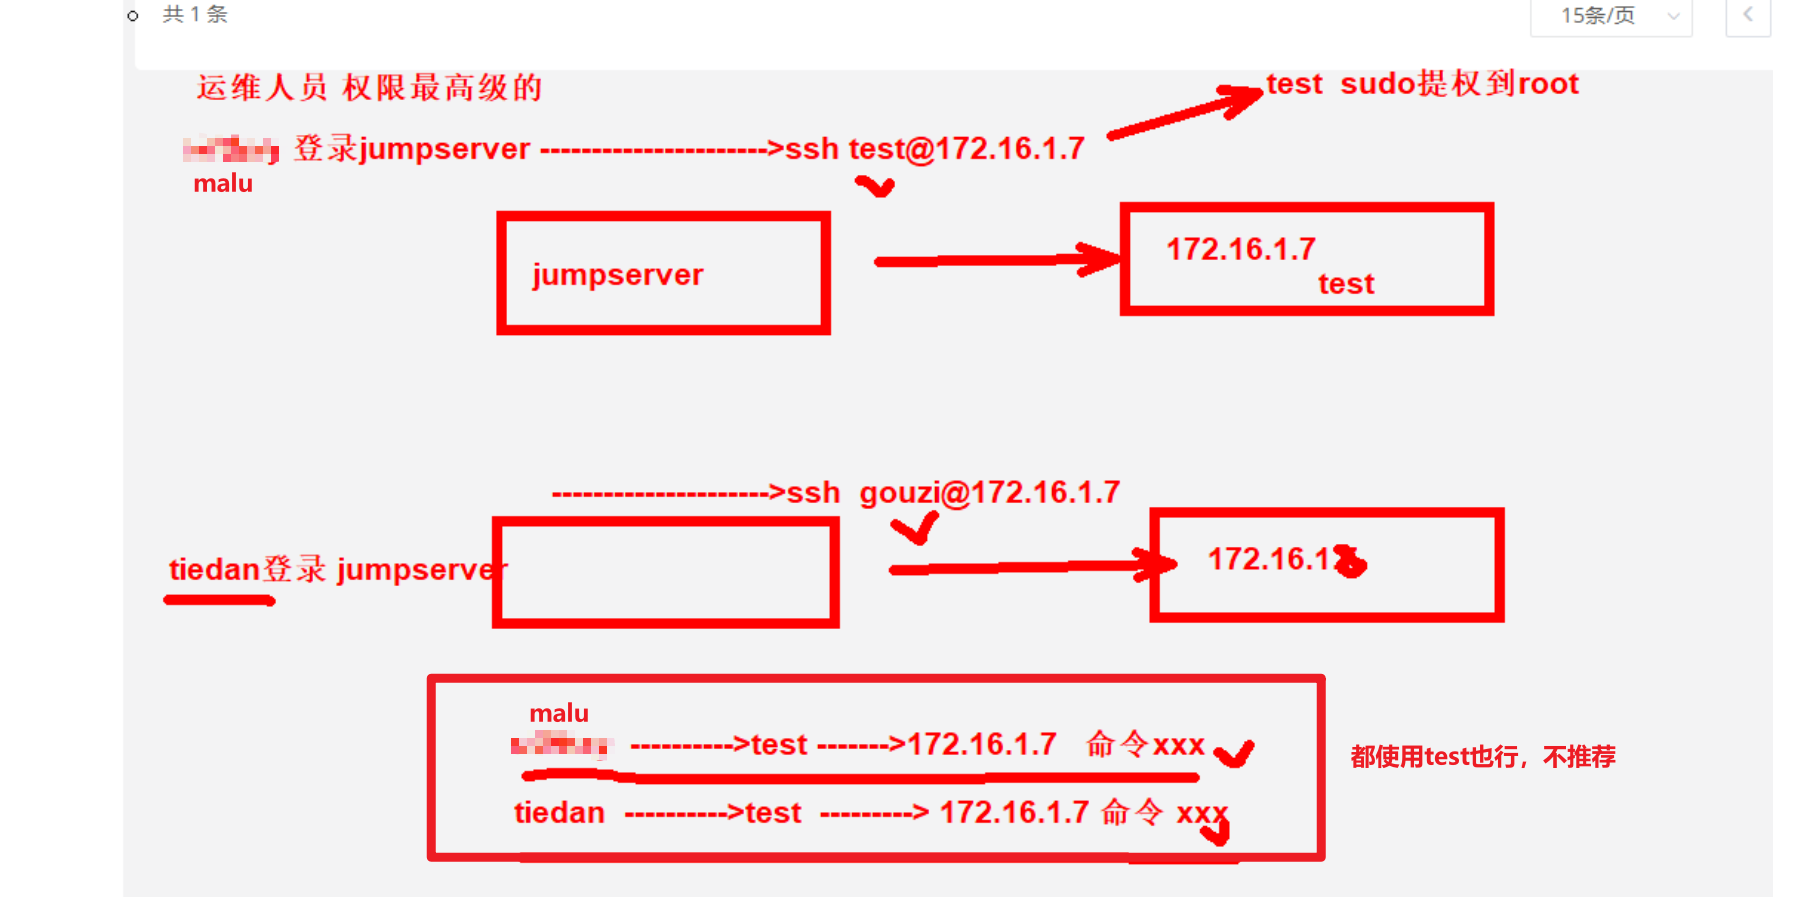 共 1 条
15条/页
运维人员 权限最高级的
test sudo提权到root
登录jumpserver ---------------------->ssh test@172.16.1.7
malu
jumpserver
172.16.1.7
test
--------------------->ssh gouzi@172.16.1.7
tiedan登录 jumpserver
172.16.1.
malu
---------->test ------->172.16.1.7 命令xxx
都使用test也行，不推荐
tiedan ---------->test ---------> 172.16.1.7 命令 xxx